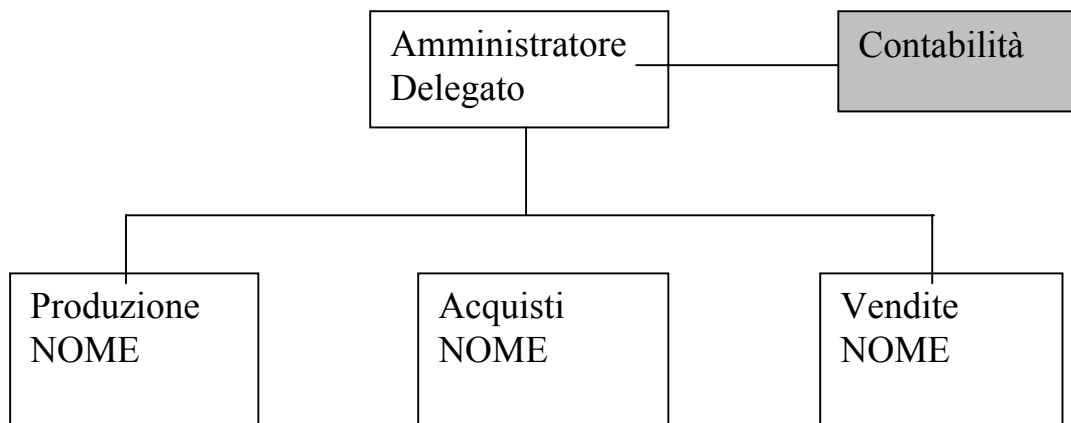 Amministratore
Delegato
Contabilità
Produzione
NOME
Acquisti
NOME
Vendite
NOME